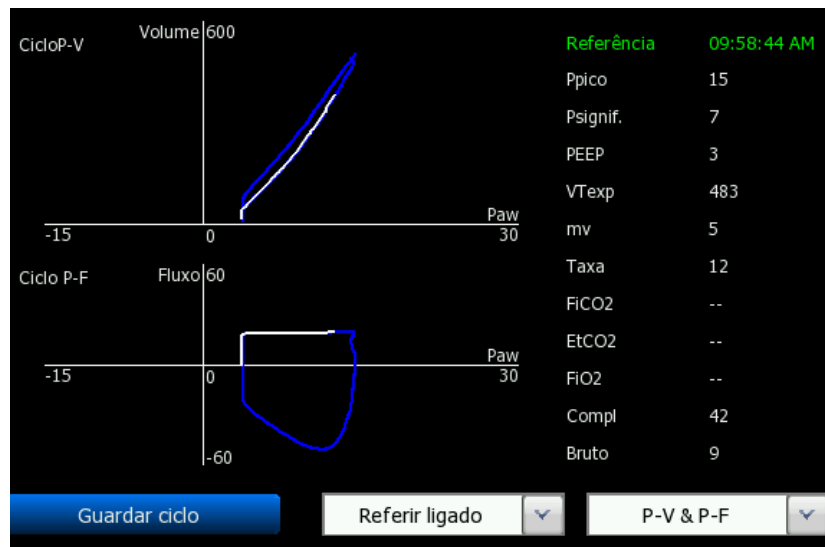 CicloP-V
Volume 600
Paw
-15 0 30
Ciclo P-F
Fluxo 60
Paw
-15 0 30
-60
Referência 09:58:44 AM
Ppico 15
Psignif. 7
PEEP 3
VTexp 483
mv 5
Taxa 12
FiCO2 --
EtCO2 --
FiO2 --
Compl 42
Bruto 9
Guardar ciclo
Referir ligado
P-V & P-F